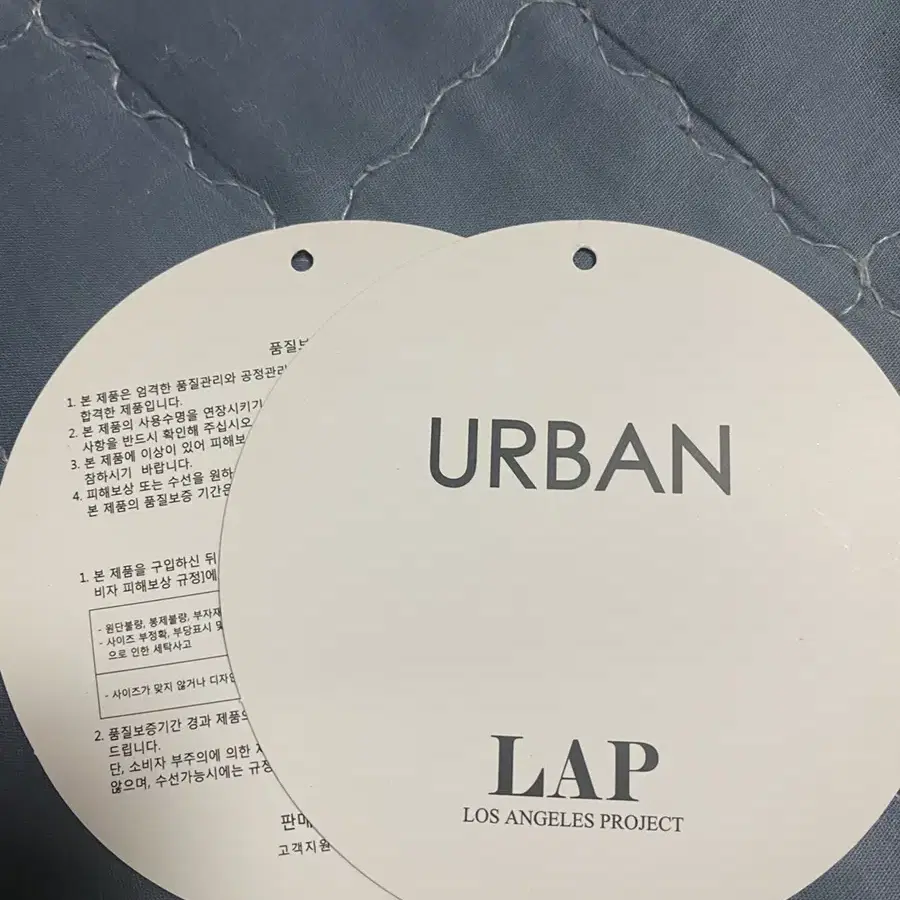 품질보
1. 본 제품은 엄격한 품질관리와 공정관리
합격한 제품입니다.
2. 본 제품의 사용수명을 연장시키기
사항을 반드시 확인해 주십시오
3. 본 제품에 이상이 있어 피해보
참하시기 바랍니다.
4. 피해보상 또는 수선을 원하
본 제품의 품질보증 기간은
1. 본 제품을 구입하신 뒤
비자 피해보상 규정]에
- 원단불량, 봉제불량, 부자재
- 사이즈 부정확, 부당표시 및
으로 인한 세탁사고
- 사이즈가 맞지 않거나 디자인
2. 품질보증기간 경과 제품의
드립니다.
단, 소비자 부주의에 의한
않으며, 수선가능시에는 규정
판매
고객지원
URBAN
LAP
LOS ANGELES PROJECT